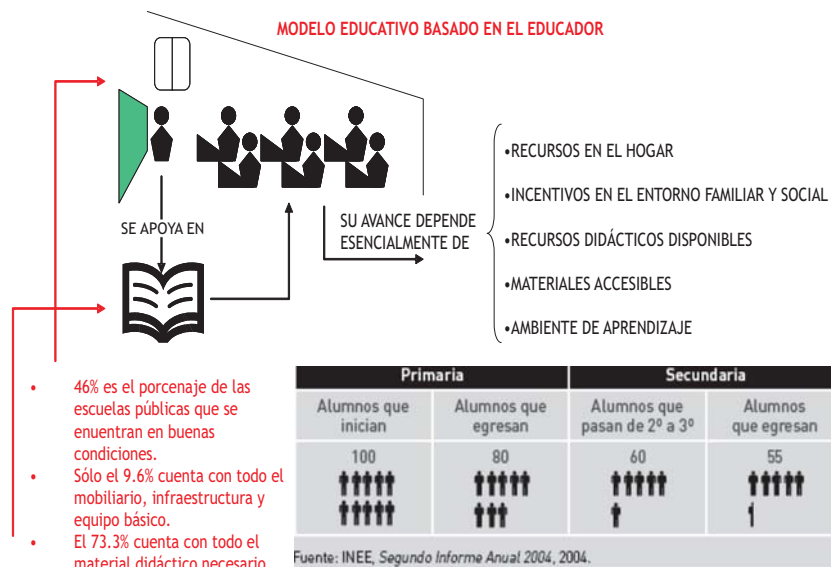 MODELO EDUCATIVO BASADO EN EL EDUCADOR
SE APOYA EN
SU AVANCE DEPENDE
ESENCIALMENTE DE
•RECURSOS EN EL HOGAR
•INCENTIVOS EN EL ENTORNO FAMILIAR Y SOCIAL
•RECURSOS DIDÁCTICOS DISPONIBLES
•MATERIALES ACCESIBLES
•AMBIENTE DE APRENDIZAJE
• 46% es el porcenaje de las
escuelas públicas que se
enuentran en buenas
condiciones.
• Sólo el 9.6% cuenta con todo el
mobiliario, infraestructura y
equipo básico.
• El 73.3% cuenta con todo el
material didáctico necesario
Primaria
Secundaria
Alumnos que
inician
Alumnos que
egresan
Alumnos que
pasan de 2º a 3º
Alumnos
que egresan
100
80
60
55
Fuente: INEE, Segundo Informe Anual 2004, 2004.